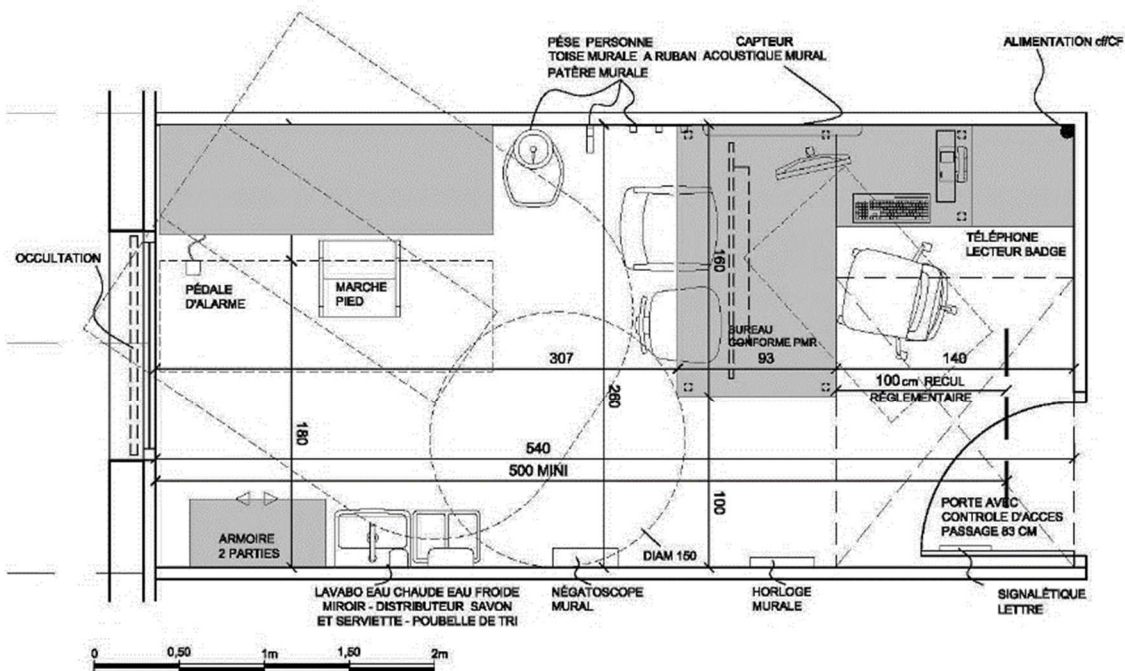 PÉSE PERSONNE
TOISE MURALE A RUBAN
PATÈRE MURALE
CAPTEUR
ACOUSTIQUE MURAL
ALIMENTATION cf/CF
OCCULTATION
PÉDALE
D'ALARME
MARCHE
PIED
TÉLÉPHONE
LECTEUR BADGE
160
BUREAU
CONFORME PMR
307
93
140
100 cm RECUL
RÉGLEMENTAIRE
180
280
540
500 MINI
100
ARMOIRE
2 PARTIES
DIAM 150
PORTE AVEC
CONTROLE D'ACCES
PASSAGE 83 CM
LAVABO EAU CHAUDE EAU FROIDE
MIROIR - DISTRIBUTEUR SAVON
ET SERVIETTE - POUBELLE DE TRI
NÉGATOSCOPE
MURAL
HORLOGE
MURALE
SIGNALÉTIQUE
LETTRE
0 0,50 1m 1,50 2m